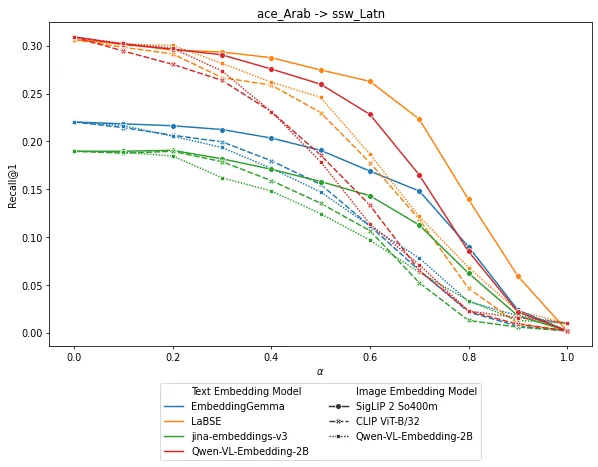 ace_Arab -> ssw_Latn
Recall@1
0.30
0.25
0.20
0.15
0.10
0.05
0.00
0.0 0.2 0.4 0.6 0.8 1.0
α
Text Embedding Model
EmbeddingGemma
LaBSE
jina-embeddings-v3
Qwen-VL-Embedding-2B
Image Embedding Model
SigLIP 2 So400m
CLIP ViT-B/32
Qwen-VL-Embedding-2B